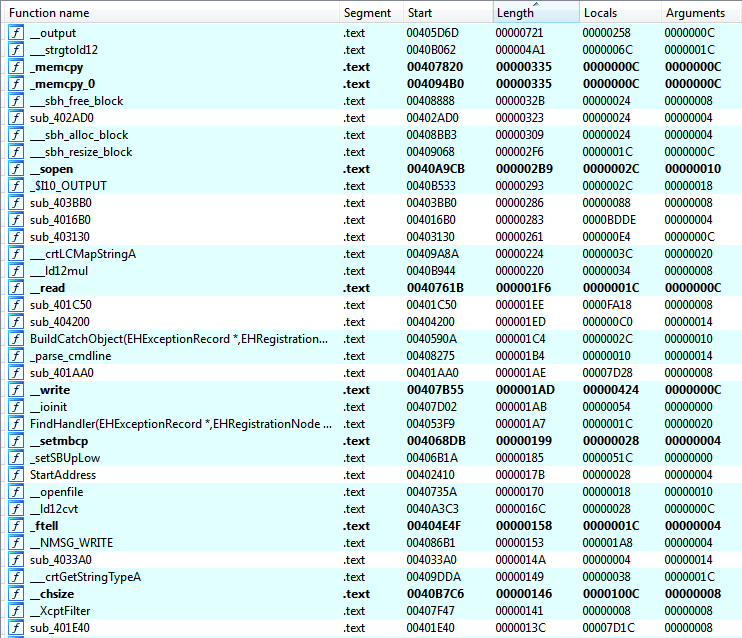 Function name Segment Start Length Locals Arguments
f __output .text 00405D6D 00000721 00000258 0000000C
f ___strgtold12 .text 0040B062 000004A1 0000006C 0000001C
f _memcpy .text 00407820 00000335 0000000C 0000000C
f _memcpy_0 .text 004094B0 00000335 0000000C 0000000C
f ___sbh_free_block .text 00408888 0000032B 00000024 00000008
f sub_402AD0 .text 00402AD0 00000323 00000024 00000004
f ___sbh_alloc_block .text 00408BB3 00000309 00000024 00000004
f ___sbh_resize_block .text 00409068 000002F6 0000001C 0000000C
f __sopen .text 0040A9CB 000002B9 0000002C 00000010
f _$I10_OUTPUT .text 0040B533 00000293 0000002C 00000018
f sub_403BB0 .text 00403BB0 00000286 00000088 00000008
f sub_4016B0 .text 004016B0 00000283 0000BDDE 00000004
f sub_403130 .text 00403130 00000261 000000E4 0000000C
f ___crtLCMapStringA .text 00409A8A 00000224 0000003C 00000020
f ___ld12mul .text 0040B944 00000220 00000034 00000008
f __read .text 0040761B 000001F6 0000001C 0000000C
f sub_401C50 .text 00401C50 000001EE 0000FA18 00000008
f sub_404200 .text 00404200 000001ED 000000C0 00000014
f BuildCatchObject(EHExceptionRecord *,EHRegistration... .text 0040590A 000001C4 0000002C 00000010
f _parse_cmdline .text 00408275 000001B4 00000010 00000014
f sub_401AA0 .text 00401AA0 000001AE 00007D28 00000008
f __write .text 00407B55 000001AD 00000424 0000000C
f __ioinit .text 00407D02 000001AB 00000054 00000000
f FindHandler(EHExceptionRecord *,EHRegistrationNode ... .text 004053F9 000001A7 0000001C 00000020
f __setmbcp .text 004068DB 00000199 00000028 00000004
f _setSBUpLow .text 00406B1A 00000185 0000051C 00000000
f StartAddress .text 00402410 0000017B 00000028 00000004
f __openfile .text 0040735A 00000170 00000018 00000010
f __ld12cvt .text 0040A3C3 0000016C 00000028 0000000C
f _ftell .text 00404E4F 00000158 0000001C 00000004
f __NMSG_WRITE .text 004086B1 00000153 000001A8 00000004
f sub_4033A0 .text 004033A0 0000014A 00000004 00000014
f ___crtGetStringTypeA .text 00409DDA 00000149 00000038 0000001C
f __chsize .text 0040B7C6 00000146 0000100C 00000008
f __XcptFilter .text 00407F47 00000141 00000008 00000008
f sub_401E40 .text 00401E40 0000013C 00007D1C 00000008